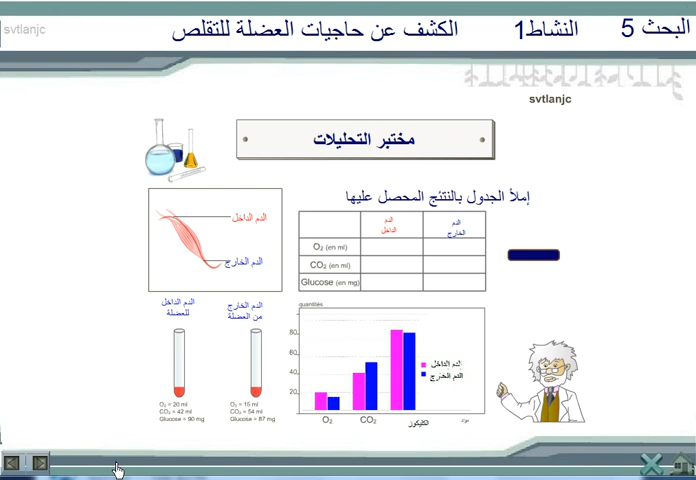 البحث 5 النشاط1 الكشف عن حاجيات العضلة للتقلص
svtlanjc
svtlanjc
مختبر التحليلات
إملأ الجدول بالنتتج المحصل عليها
الدم الداخل
الدم الخارج
الدم الداخل
الدم الخارج
O₂ (en ml)
CO₂ (en ml)
Glucose (en mg)
الدم الداخل للعضلة
الدم الخارج من العضلة
O₂ = 20 ml
CO₂ = 42 ml
Glucose = 90 mg
O₂ = 15 ml
CO₂ = 54 ml
Glucose = 87 mg
quantités
80
60
40
20
الدم الداخل
الدم الخارج
O₂
CO₂
الكليكوز